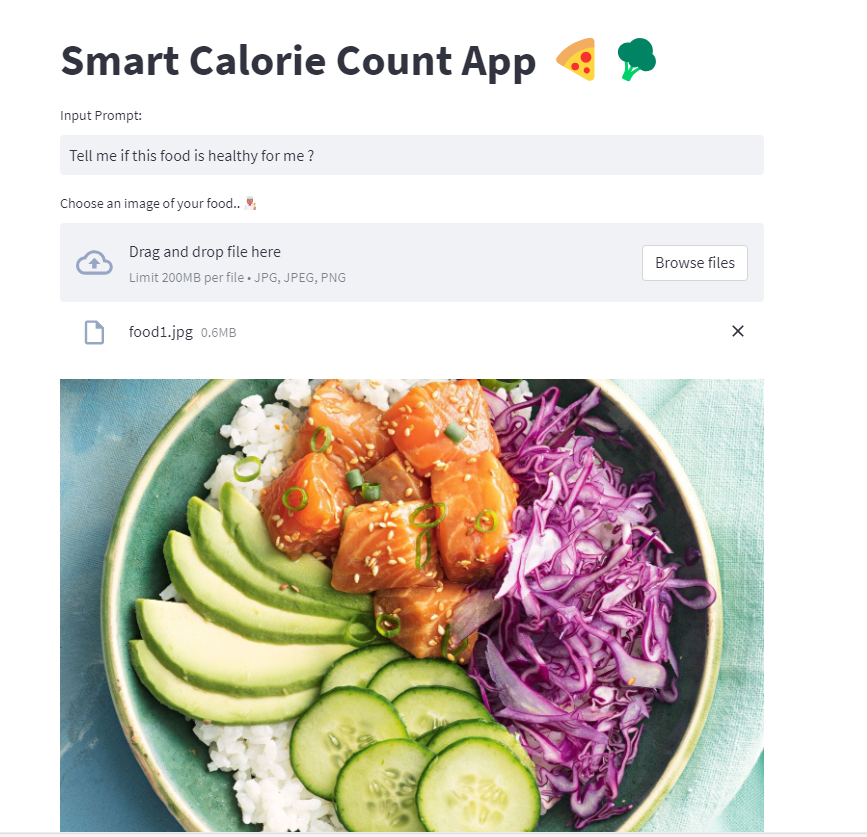 Smart Calorie Count App 🍕 🥦
Input Prompt:
Tell me if this food is healthy for me ?
Choose an image of your food..
Drag and drop file here
Limit 200MB per file • JPG, JPEG, PNG
Browse files
food1.jpg 0.6MB